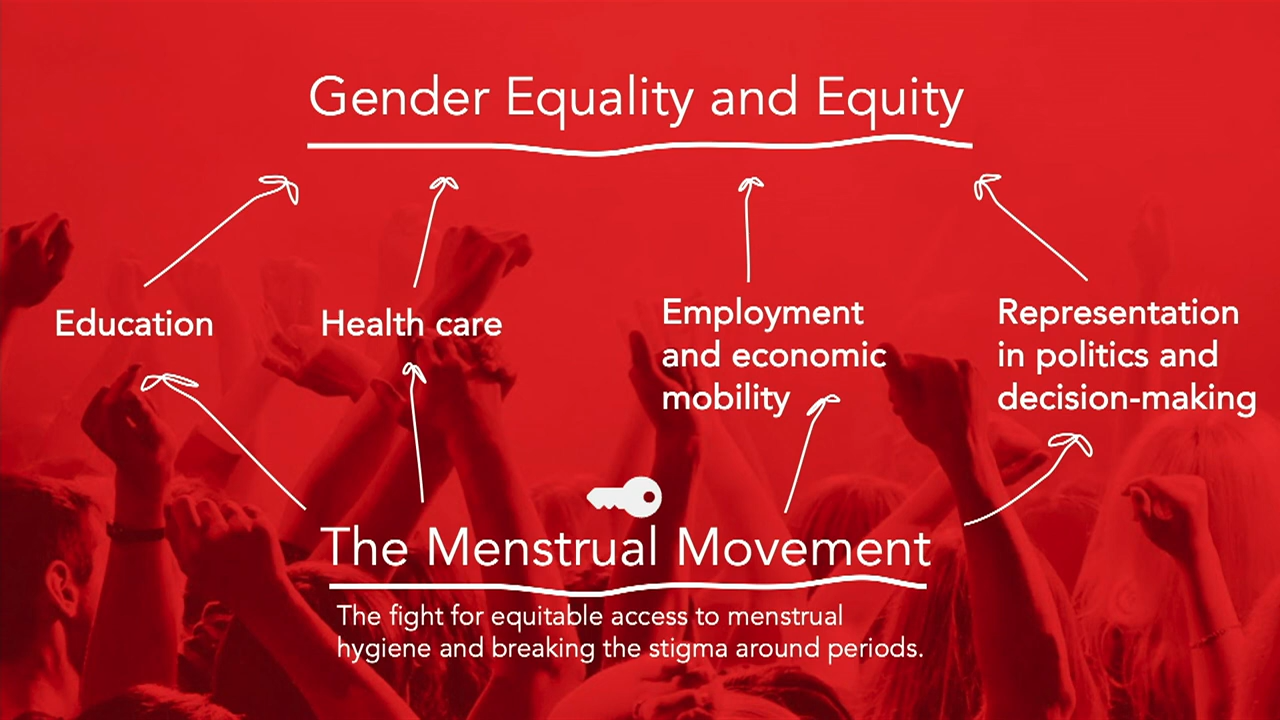 Gender Equality and Equity
Education
Health care
Employment
and economic
mobility
Representation
in politics and
decision-making
The Menstrual Movement
The fight for equitable access to menstrual
hygiene and breaking the stigma around periods.